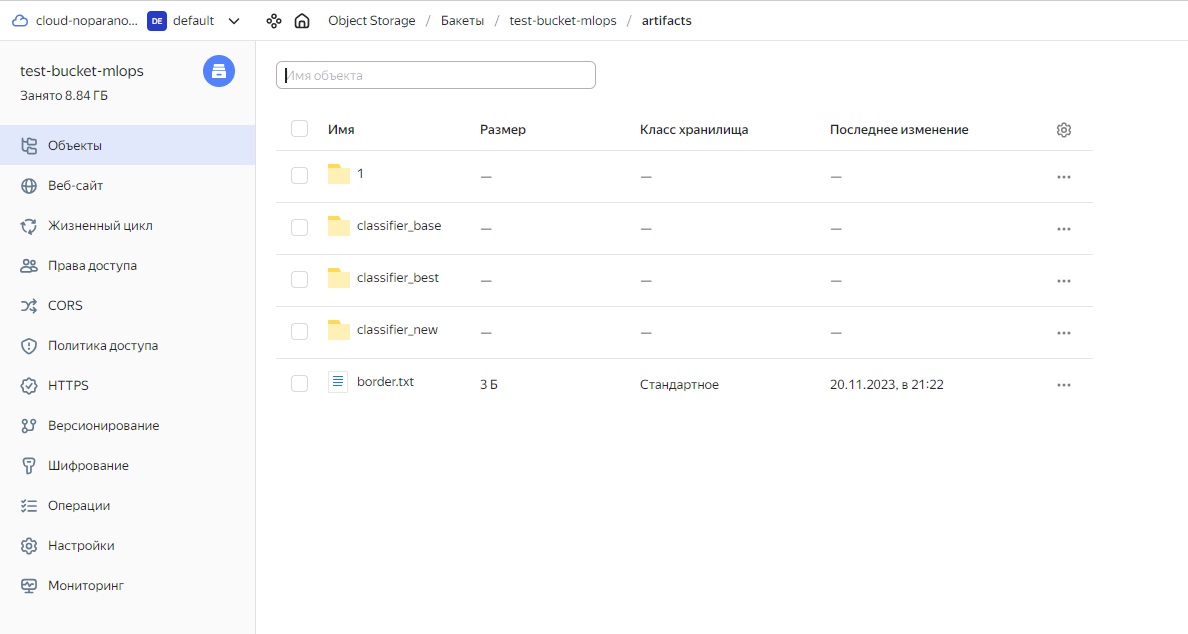 cloud-noparano... DE default Object Storage / Бакеты / test-bucket-mlops / artifacts
test-bucket-mlops
Занято 8.84 ГБ
Объекты
Веб-сайт
Жизненный цикл
Права доступа
CORS
Политика доступа
HTTPS
Версионирование
Шифрование
Операции
Настройки
Мониторинг
Имя объекта
Имя Размер Класс хранилища Последнее изменение
1 — — —
classifier_base — — —
classifier_best — — —
classifier_new — — —
border.txt 3 Б Стандартное 20.11.2023, в 21:22